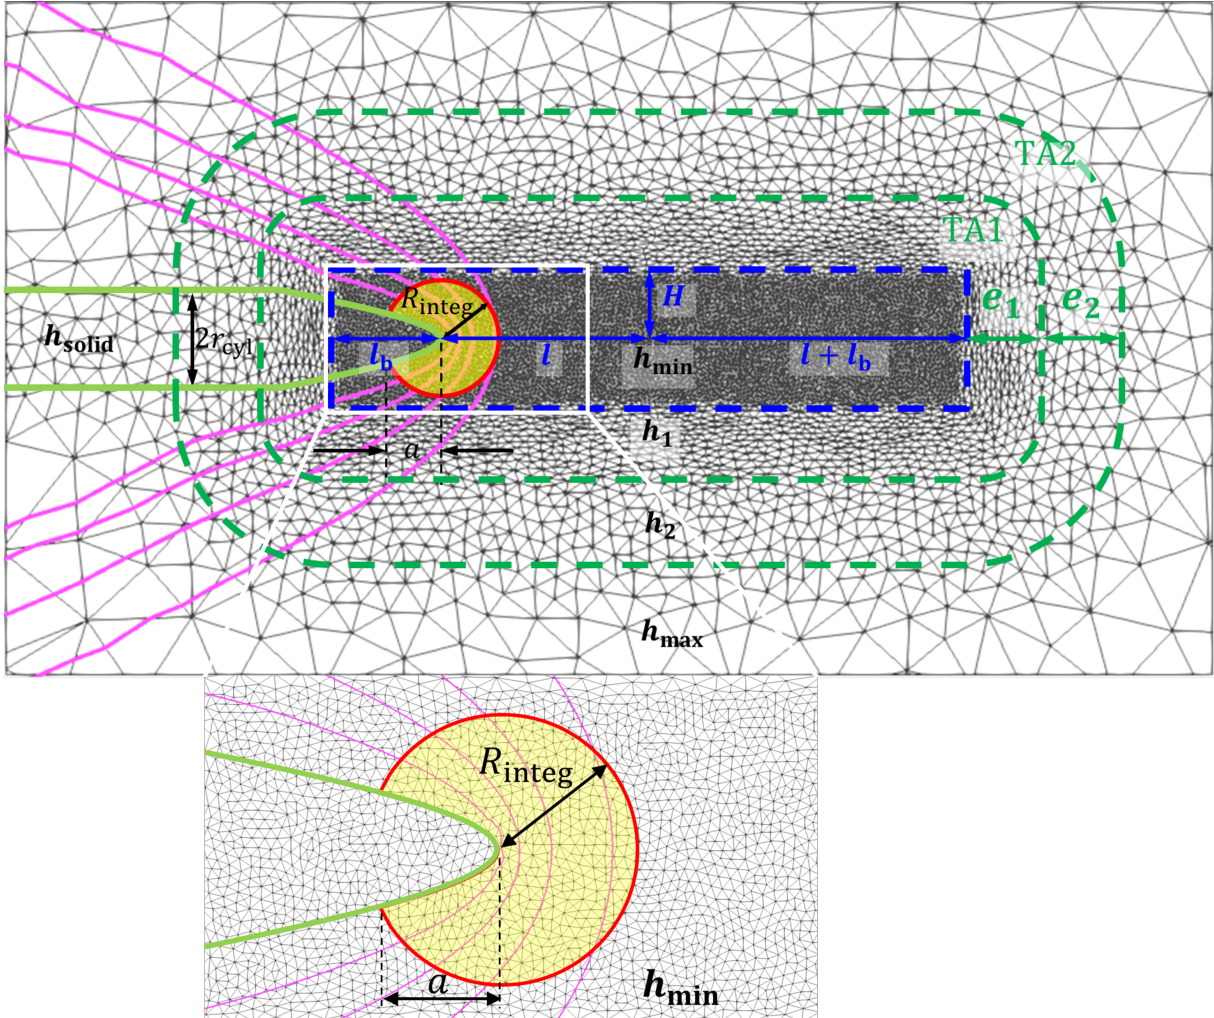 TA2
TA1
R_integ
H
e_1
e_2
h_solid
2r_cyl
l_b
l
h_min
l + l_b
h_1
a
h_2
h_max
R_integ
a
h_min